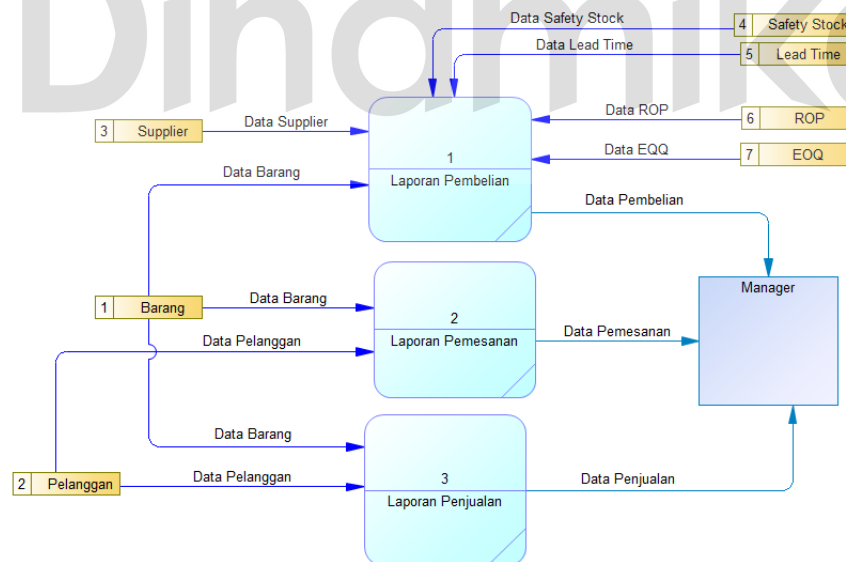 Dinamika
Data Safety Stock
4 Safety Stock
Data Lead Time
5 Lead Time
Data ROP
6 ROP
3 Supplier
Data Supplier
Data EQQ
7 EOQ
1
Laporan Pembelian
Data Barang
Data Pembelian
Manager
1 Barang
Data Barang
2
Laporan Pemesanan
Data Pelanggan
Data Pemesanan
Data Barang
2 Pelanggan
Data Pelanggan
3
Laporan Penjualan
Data Penjualan